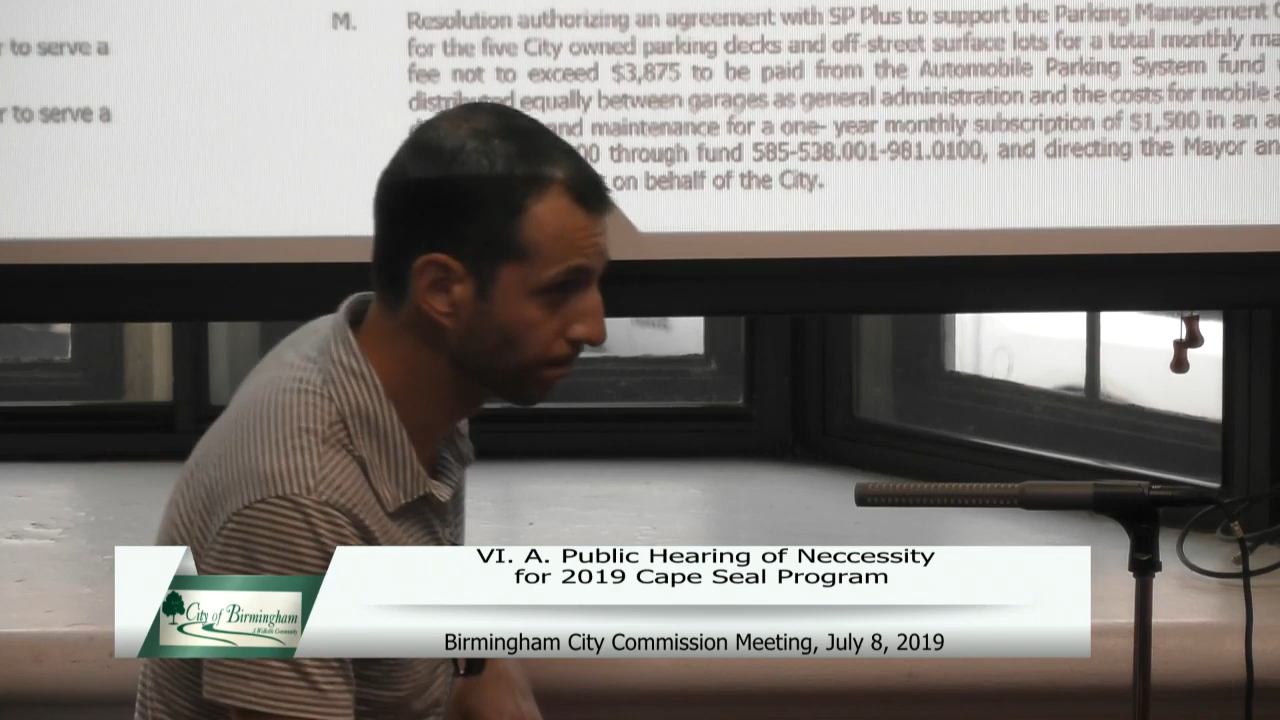 r to serve a
r to serve a
M. Resolution authorizing an agreement with SP Plus to support the Parking Management
for the five City owned parking decks and off-street surface lots for a total monthly ma
fee not to exceed $3,875 to be paid from the Automobile Parking System fund
distributed equally between garages as general administration and the costs for mobile
and maintenance for a one- year monthly subscription of $1,500 in an a
00 through fund 585-538.001-981.0100, and directing the Mayor an
on behalf of the City.
VI. A. Public Hearing of Neccessity
for 2019 Cape Seal Program
City of Birmingham
A Walkable Community
Birmingham City Commission Meeting, July 8, 2019